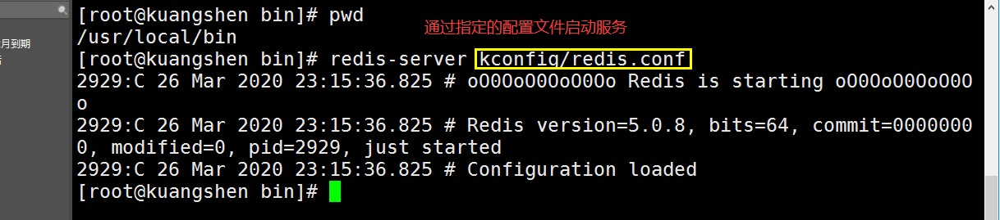 [root@kuangshen bin]# pwd
通过指定的配置文件启动服务
/usr/local/bin
月到期
[root@kuangshen bin]# redis-server kconfig/redis.conf
2929:C 26 Mar 2020 23:15:36.825 # oO0OoO0OoO0Oo Redis is starting oO0OoO0OoO0O
o
2929:C 26 Mar 2020 23:15:36.825 # Redis version=5.0.8, bits=64, commit=0000000
0, modified=0, pid=2929, just started
2929:C 26 Mar 2020 23:15:36.825 # Configuration loaded
[root@kuangshen bin]#